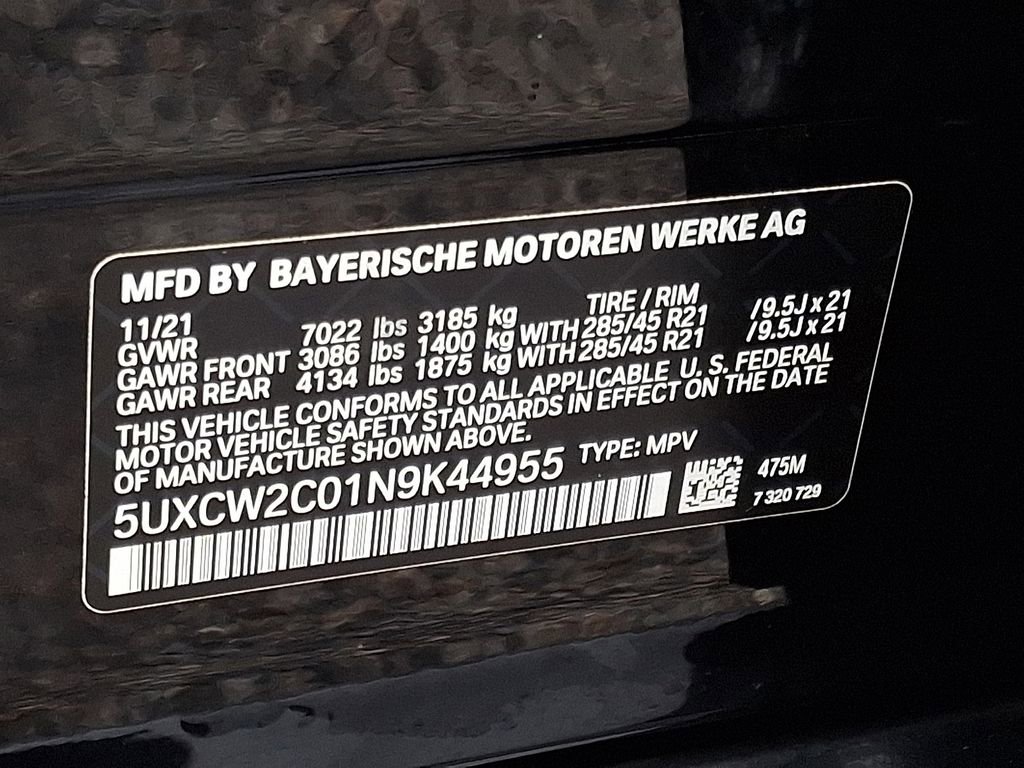 MFD BY BAYERISCHE MOTOREN WERKE AG
11/21 TIRE / RIM
GVWR 7022 lbs 3185 kg
GAWR FRONT 3086 lbs 1400 kg WITH 285/45 R21 /9.5J x 21
GAWR REAR 4134 lbs 1875 kg WITH 285/45 R21 /9.5J x 21
THIS VEHICLE CONFORMS TO ALL APPLICABLE U. S. FEDERAL
MOTOR VEHICLE SAFETY STANDARDS IN EFFECT ON THE DATE
OF MANUFACTURE SHOWN ABOVE.
5UXCW2C01N9K44955 TYPE: MPV
475M
7 320 729